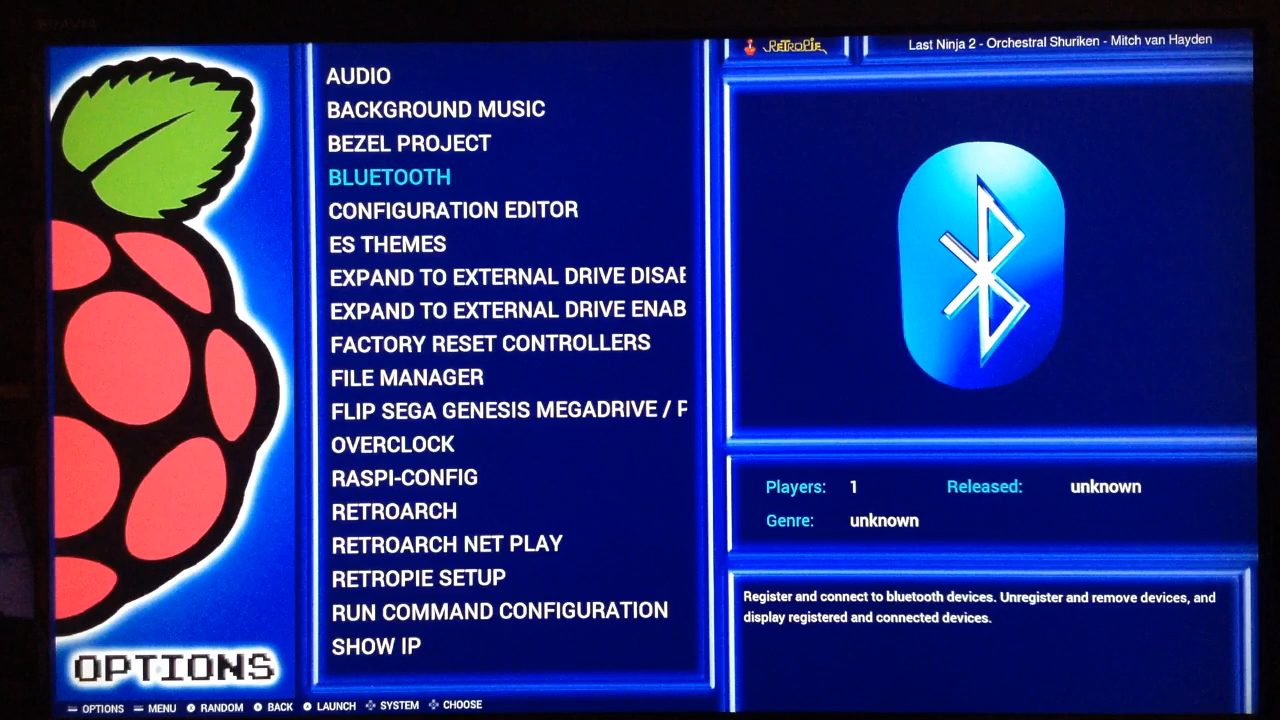 RETROPIE
Last Ninja 2 - Orchestral Shuriken - Mitch van Hayden
AUDIO
BACKGROUND MUSIC
BEZEL PROJECT
BLUETOOTH
CONFIGURATION EDITOR
ES THEMES
EXPAND TO EXTERNAL DRIVE DISAB
EXPAND TO EXTERNAL DRIVE ENAB
FACTORY RESET CONTROLLERS
FILE MANAGER
FLIP SEGA GENESIS MEGADRIVE /
OVERCLOCK
RASPI-CONFIG
RETROARCH
RETROARCH NET PLAY
RETROPIE SETUP
RUN COMMAND CONFIGURATION
SHOW IP
Players: 1 Released: unknown
Genre: unknown
Register and connect to bluetooth devices. Unregister and remove devices, and
display registered and connected devices.
OPTIONS
OPTIONS MENU RANDOM BACK LAUNCH SYSTEM CHOOSE